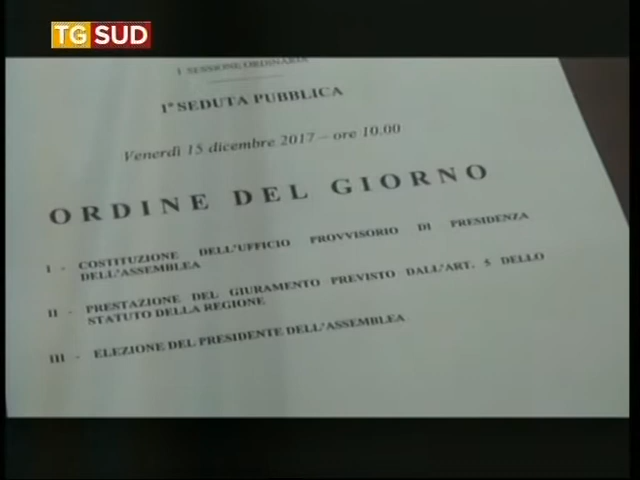 TG SUD
I SESSIONE ORDINARIA
1ª SEDUTA PUBBLICA
Venerdì 15 dicembre 2017 – ore 10.00
ORDINE DEL GIORNO
I - COSTITUZIONE DELL'UFFICIO PROVVISORIO DI PRESIDENZA
DELL'ASSEMBLEA
II - PRESTAZIONE DEL GIURAMENTO PREVISTO DALL'ART. 5 DELLO
STATUTO DELLA REGIONE
III - ELEZIONE DEL PRESIDENTE DELL'ASSEMBLEA